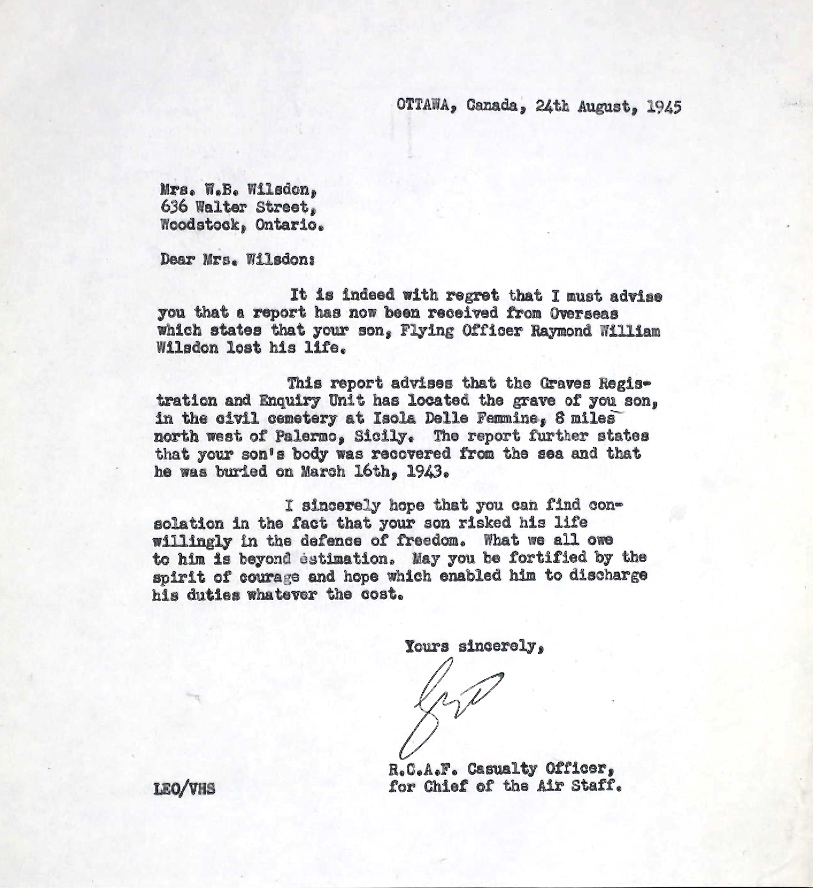 OTTAWA, Canada, 24th August, 1945
Mrs. W.B. Wilsdon,
636 Walter Street,
Woodstock, Ontario.
Dear Mrs. Wilsdon:
It is indeed with regret that I must advise
you that a report has now been received from Overseas
which states that your son, Flying Officer Raymond William
Wilsdon lost his life.
This report advises that the Graves Regis-
tration and Enquiry Unit has located the grave of you son,
in the civil cemetery at Isola Delle Femmine, 8 miles
north west of Palermo, Sicily. The report further states
that your son's body was recovered from the sea and that
he was buried on March 16th, 1943.
I sincerely hope that you can find con-
solation in the fact that your son risked his life
willingly in the defence of freedom. What we all owe
to him is beyond estimation. May you be fortified by the
spirit of courage and hope which enabled him to discharge
his duties whatever the cost.
Yours sincerely,
R.C.A.F. Casualty Officer,
for Chief of the Air Staff.
LEO/VHS